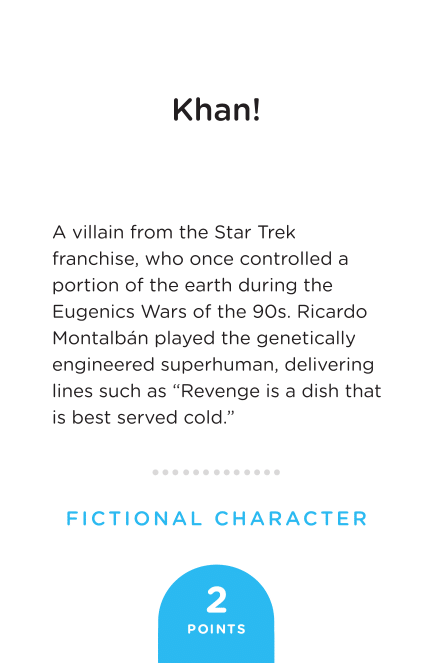 Khan!
A villain from the Star Trek
franchise, who once controlled a
portion of the earth during the
Eugenics Wars of the 90s. Ricardo
Montalbán played the genetically
engineered superhuman, delivering
lines such as “Revenge is a dish that
is best served cold.”
FICTIONAL CHARACTER
2
POINTS